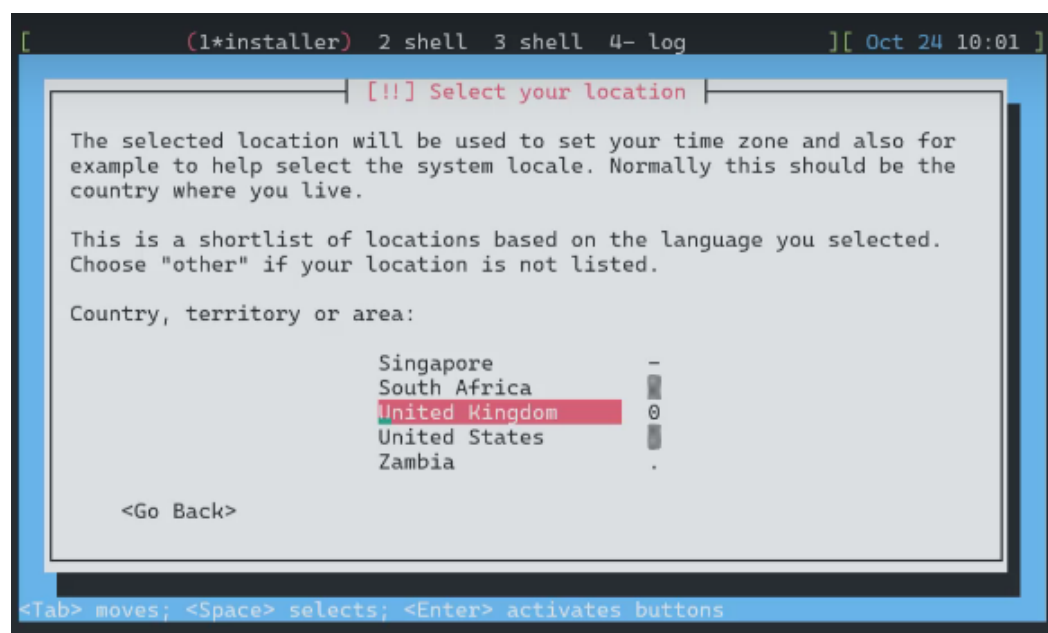 [ (1*installer) 2 shell 3 shell 4- log ][ Oct 24 10:01 ]
[!!] Select your location
The selected location will be used to set your time zone and also for
example to help select the system locale. Normally this should be the
country where you live.
This is a shortlist of locations based on the language you selected.
Choose "other" if your location is not listed.
Country, territory or area:
Singapore -
South Africa
United Kingdom 0
United States
Zambia .
<Go Back>
<Tab> moves; <Space> selects; <Enter> activates buttons